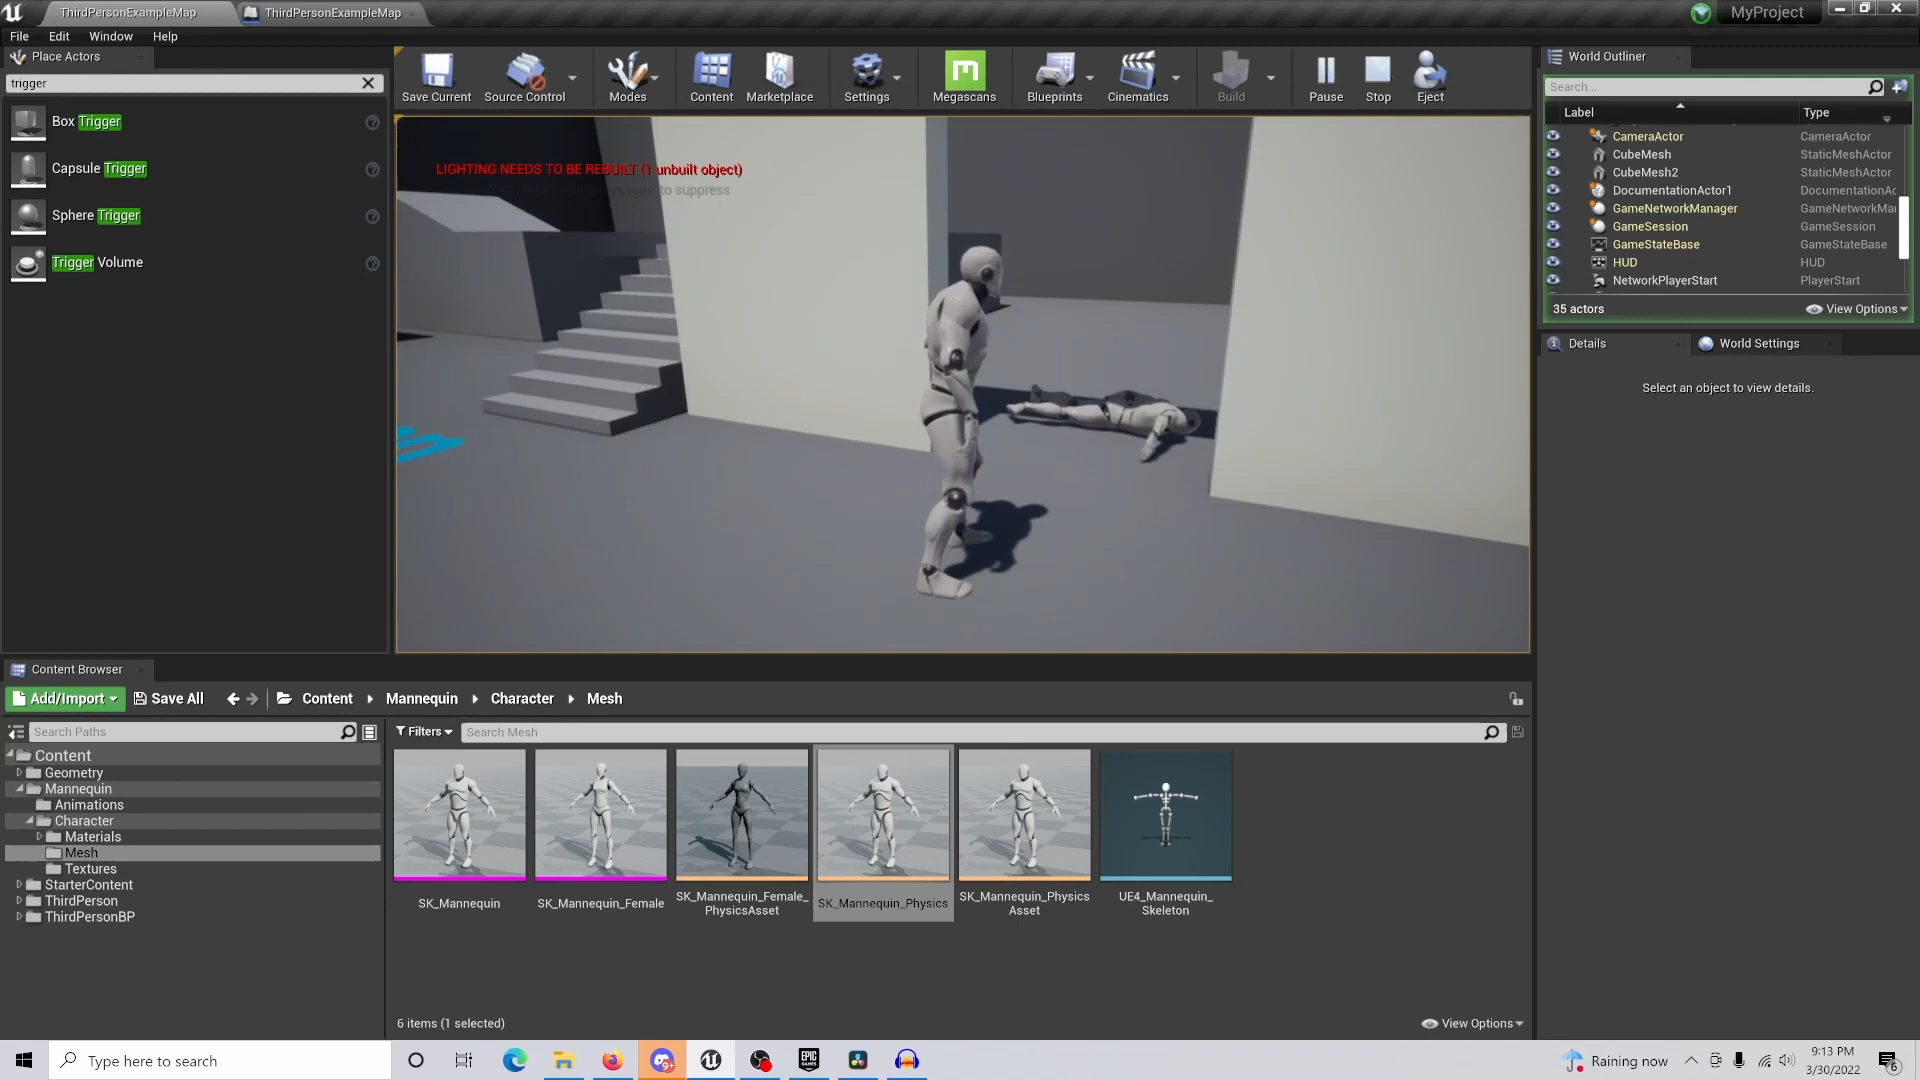 ThirdPersonExampleMap
ThirdPersonExampleMap
MyProject
File Edit Window Help
Place Actors
trigger
Box Trigger
Capsule Trigger
Sphere Trigger
Trigger Volume
Save Current
Source Control
Modes
Content
Marketplace
Settings
Megascans
Blueprints
Cinematics
Build
Pause
Stop
Eject
LIGHTING NEEDS TO BE REBUILT (1 unbuilt object)
to suppress
World Outliner
Search...
Label Type
CameraActor CameraActor
CubeMesh StaticMeshActor
CubeMesh2 StaticMeshActor
DocumentationActor1 DocumentationAc
GameNetworkManager GameNetworkMa
GameSession GameSession
GameStateBase GameStateBase
HUD HUD
NetworkPlayerStart PlayerStart
35 actors View Options
Details World Settings
Select an object to view details.
Content Browser
Add/Import Save All Content Mannequin Character Mesh
Search Paths
Content
Geometry
Mannequin
Animations
Character
Materials
Mesh
Textures
StarterContent
ThirdPerson
ThirdPersonBP
Filters Search Mesh
SK_Mannequin
SK_Mannequin_Female
SK_Mannequin_Female_
PhysicsAsset
SK_Mannequin_Physics
SK_Mannequin_Physics
Asset
UE4_Mannequin_
Skeleton
6 items (1 selected) View Options
Type here to search
9+
EPIC
GAMES
Raining now
9:13 PM
3/30/2022
6